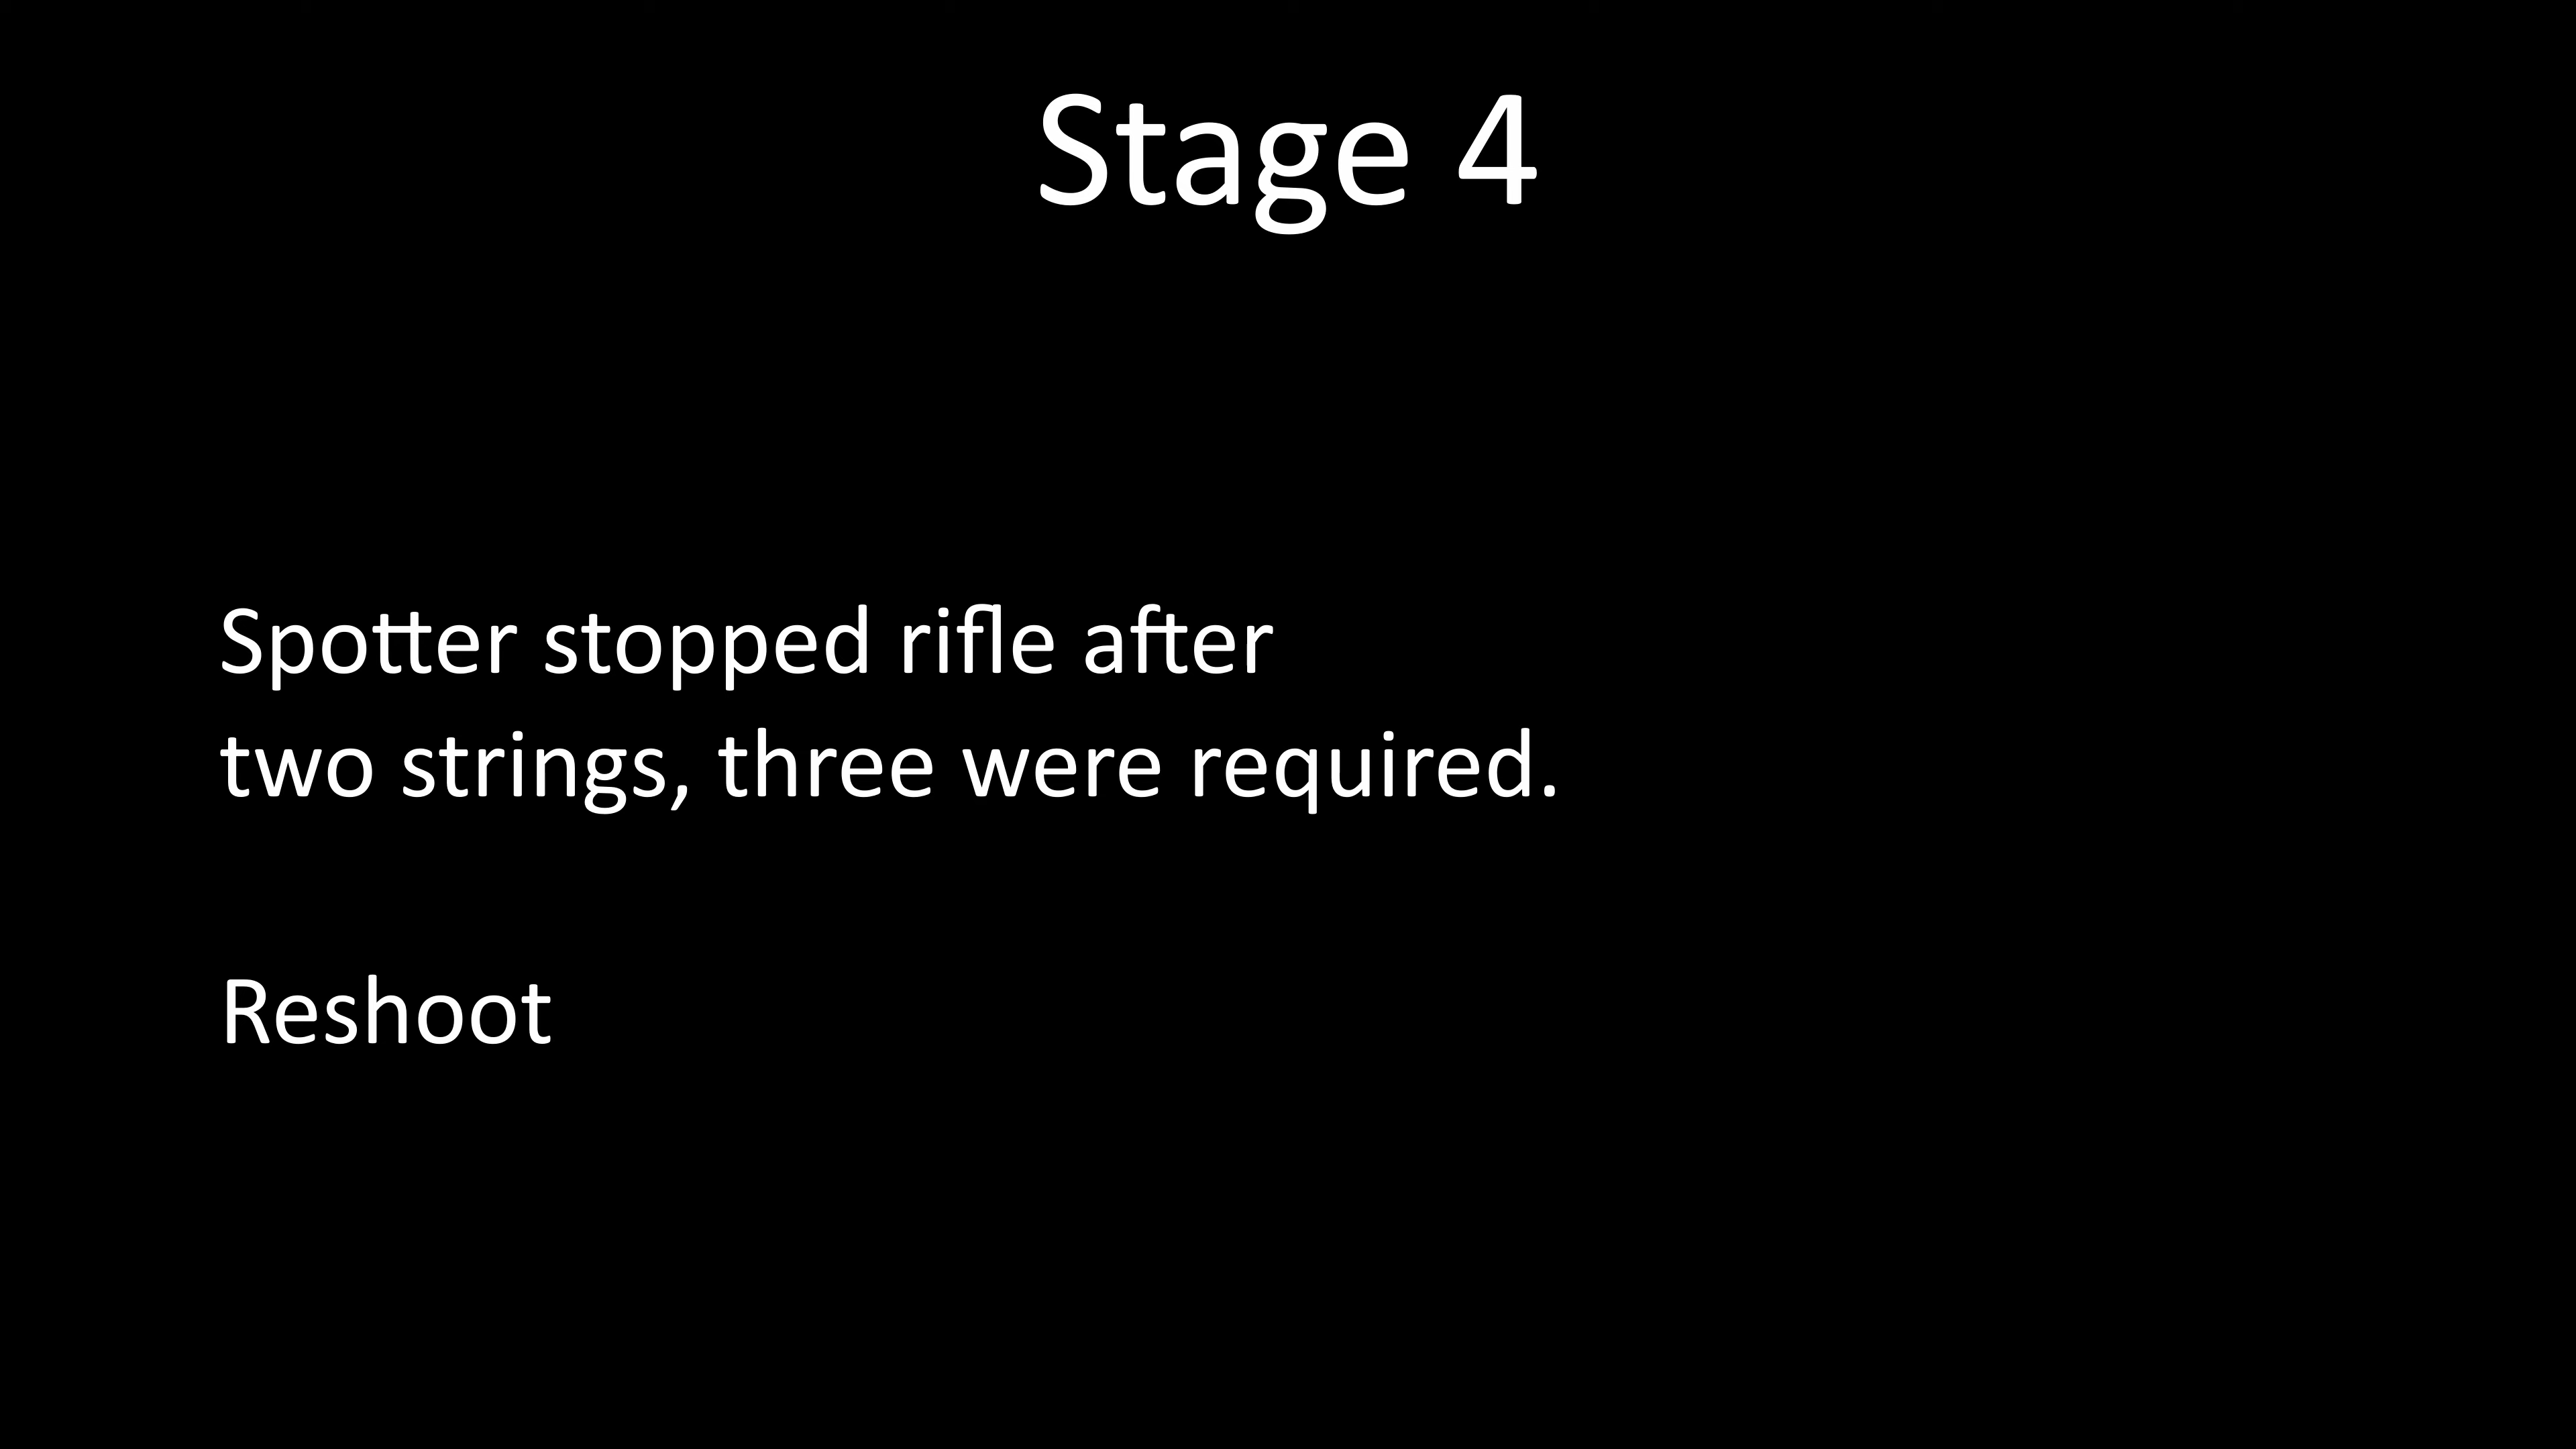 Stage 4
Spotter stopped rifle after
two strings, three were required.
Reshoot